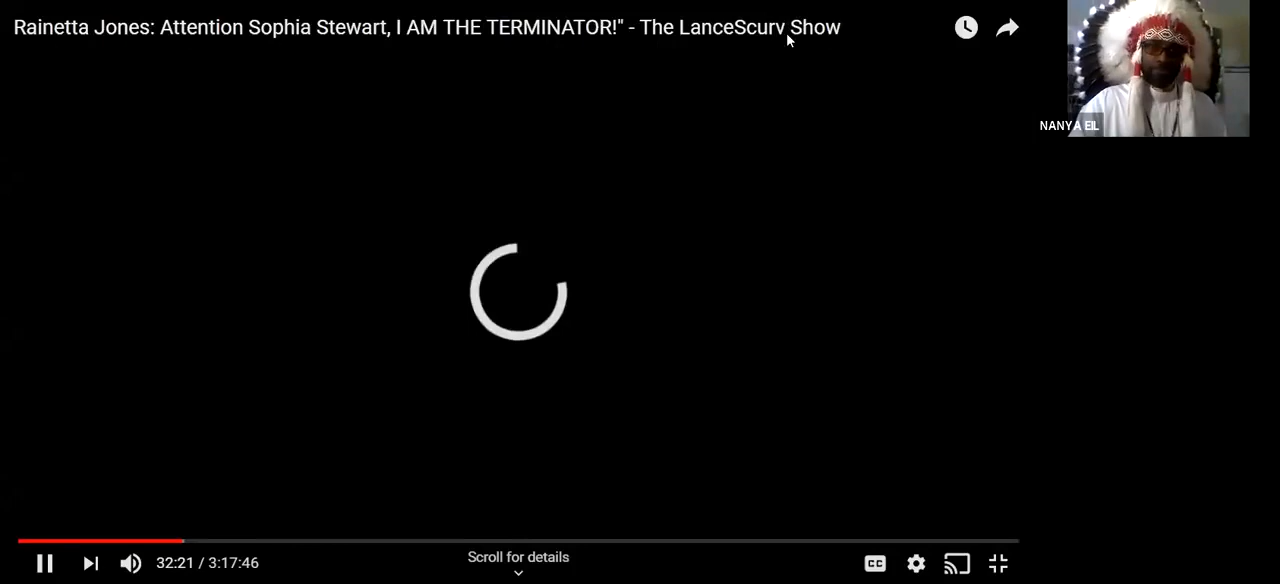 Rainetta Jones: Attention Sophia Stewart, I AM THE TERMINATOR!" - The LanceScurv Show
NANYA EIL
32:21 / 3:17:46
Scroll for details
CC